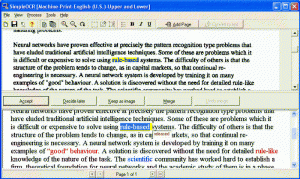 SimpleOCR [Machine Print English (U.S.) Upper and Lower]
File View Process Tools Help
Add Page
handling problems.
Neural networks have proven effective at precisely the pattern recognition type problems that
have eluded traditional artificial intelligence techniques. Some of these are problems which it
is difficult or expensive to solve using rule-based systems. The difficulty of others is that the
structure of the problem tends to change, as in capital markets, so that continual re-
engineering is necessary. A neural network system is developed by training it on many
examples of "good" behaviour. A solution is discovered without the need for detailed rule-like
knowledge of the nature of the task. The scientific community has worked hard to establish a
Accept Possible later Keep as image Merge
Neural networks have proven effective at precisely the pattern recognition type problems that
have eluded traditional artificial intelligence techniques. Some of these are problems which
it is difficult or expensive to solve using rule-based systems. The difficulty of others is that
the structure of the problem tends to change, as in capital markets, so that continual re-
engineering is necessary. A neural network system is developed by training it on many
examples of "good" behaviour. A solution is discovered without the need for detailed rule-like
knowledge of the nature of the task. The scientific community has worked hard to establish a
firm, theoretical foundation for neural networks and the academic study of them is a phase
Page 1 of 1